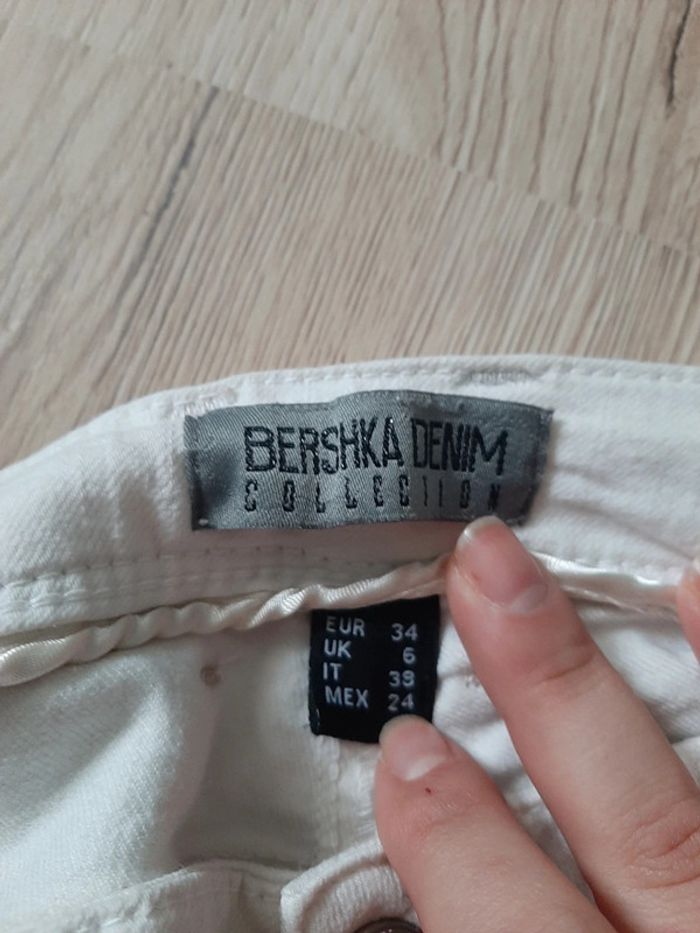 BERSHKA DENIM
COLLECTION
EUR 34
UK 6
IT 38
MEX 24